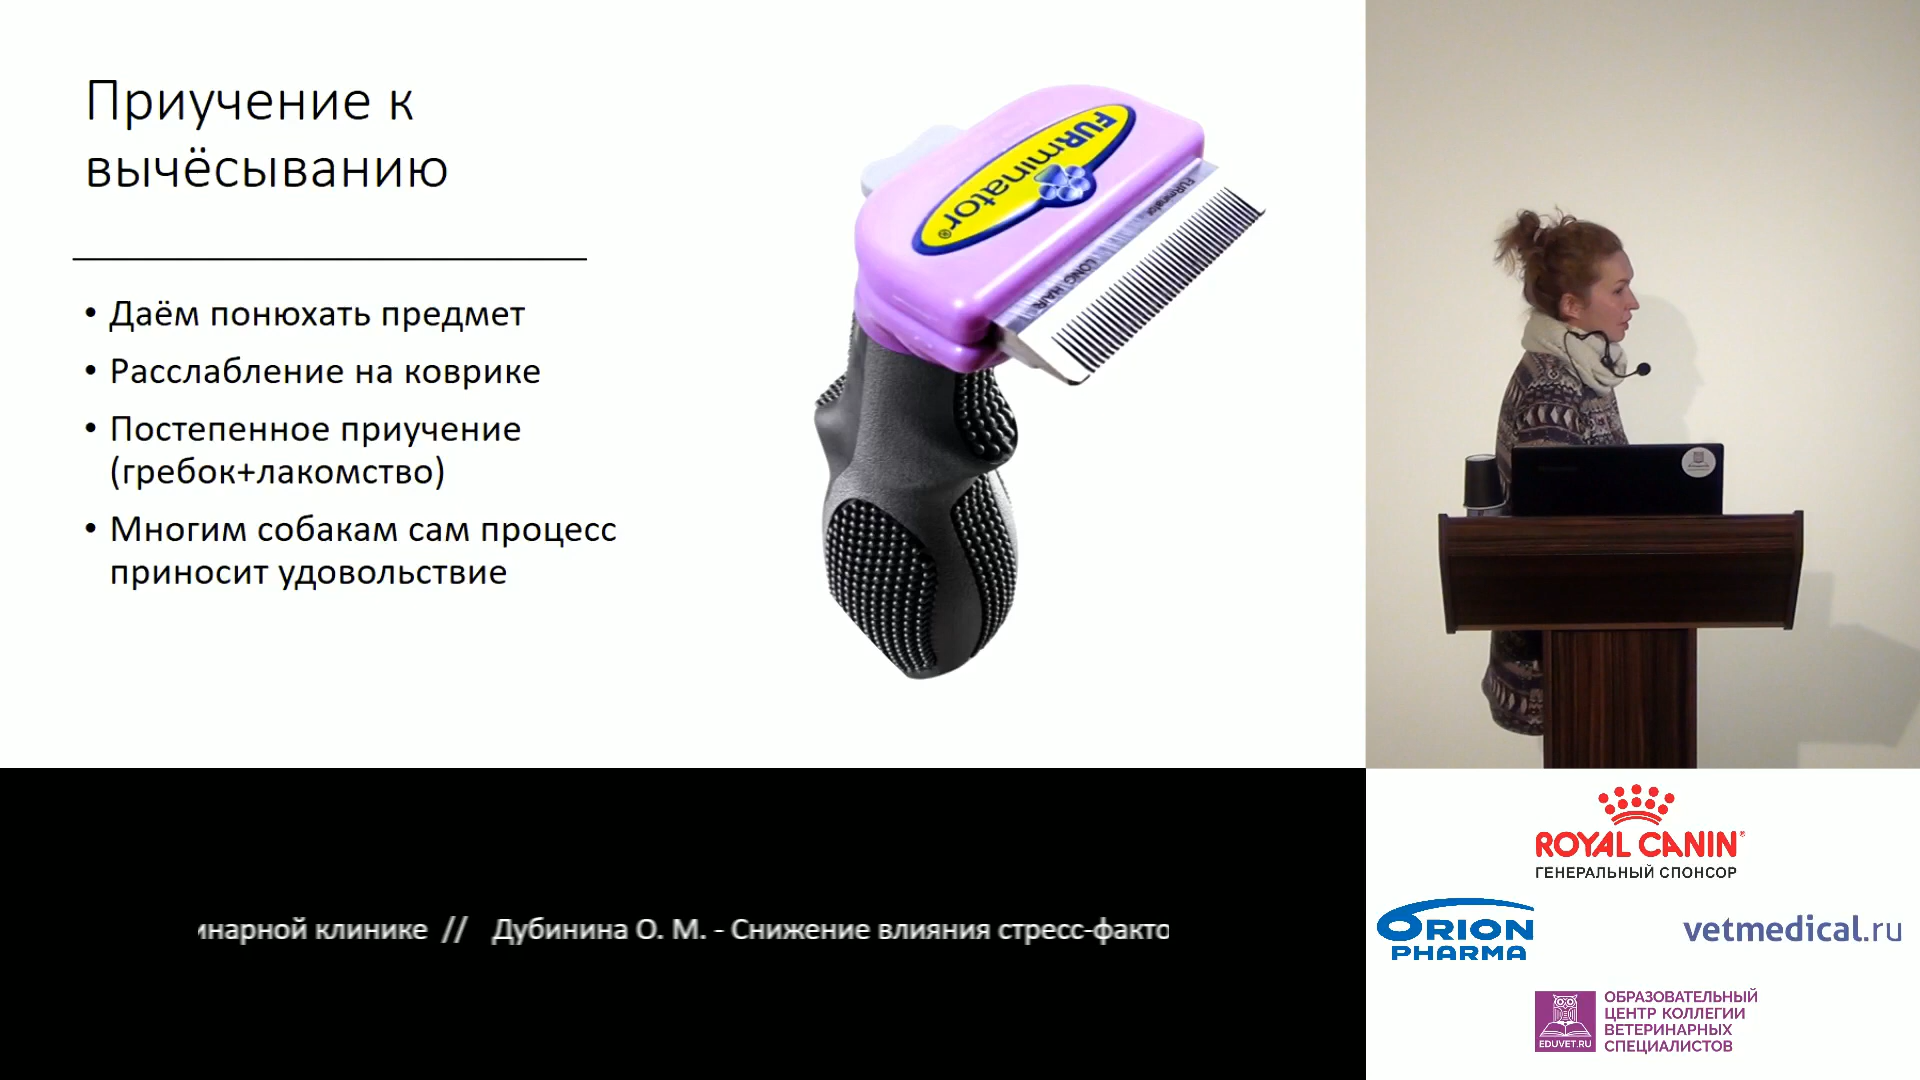 Приучение к
вычёсыванию
• Даём понюхать предмет
• Расслабление на коврике
• Постепенное приучение
(гребок+лакомство)
• Многим собакам сам процесс
приносит удовольствие
FURminator®
FURminator
LONG HAIR
инарной клинике // Дубинина О. М. - Снижение влияния стресс-факто
ROYAL CANIN®
ГЕНЕРАЛЬНЫЙ СПОНСОР
ORION
PHARMA
vetmedical.ru
EDUVET.RU
ОБРАЗОВАТЕЛЬНЫЙ
ЦЕНТР КОЛЛЕГИИ
ВЕТЕРИНАРНЫХ
СПЕЦИАЛИСТОВ